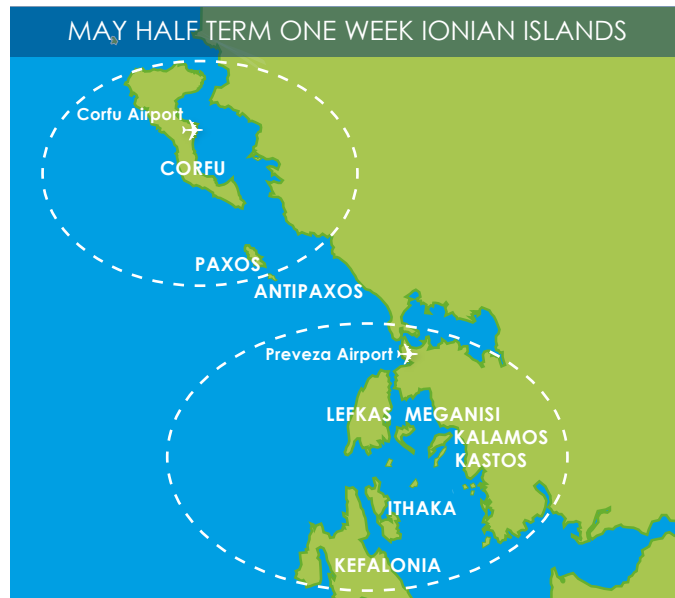 MAY HALF TERM ONE WEEK IONIAN ISLANDS
Corfu Airport
CORFU
PAXOS
ANTIPAXOS
Preveza Airport
LEFKAS
MEGANISI
KALAMOS
KASTOS
ITHAKA
KEFALONIA